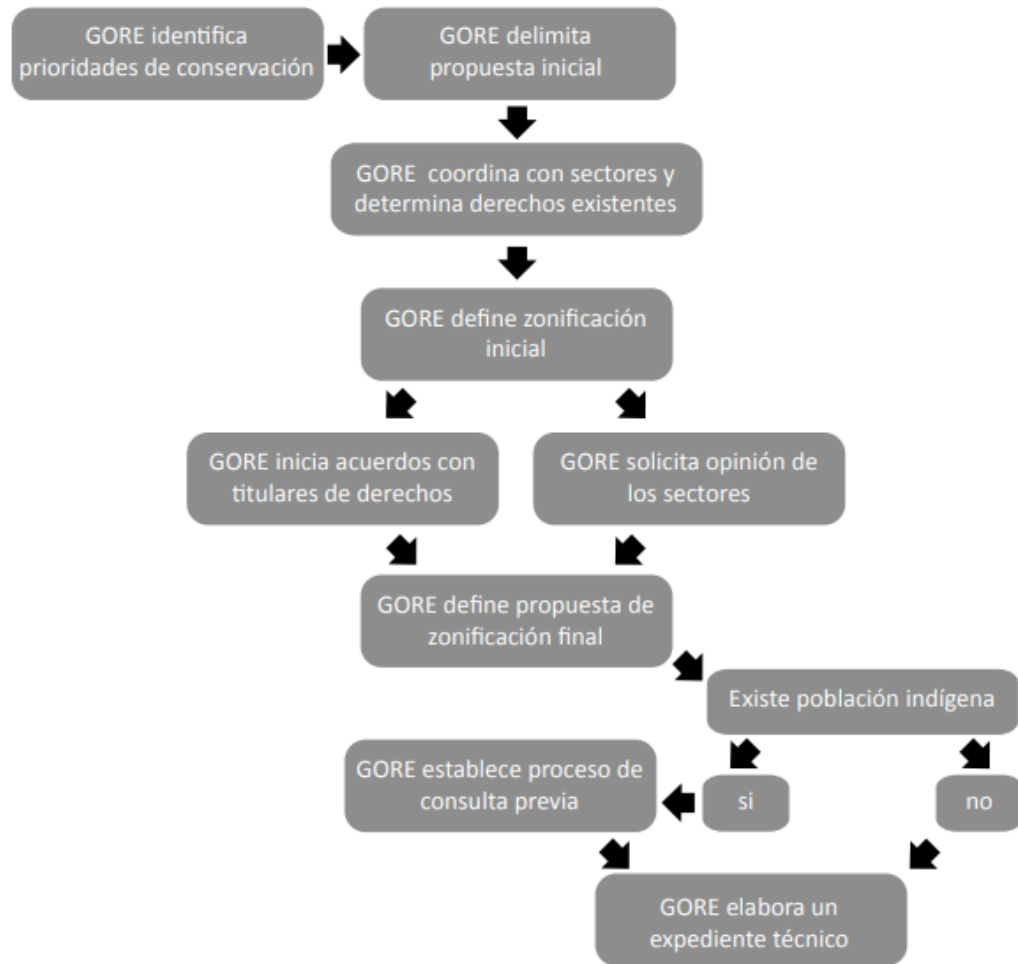 GORE identifica
prioridades de conservación
GORE delimita
propuesta inicial
GORE coordina con sectores y
determina derechos existentes
GORE define zonificación
inicial
GORE inicia acuerdos con
titulares de derechos
GORE solicita opinión de
los sectores
GORE define propuesta de
zonificación final
Existe población indígena
GORE establece proceso de
consulta previa
si
no
GORE elabora un
expediente técnico